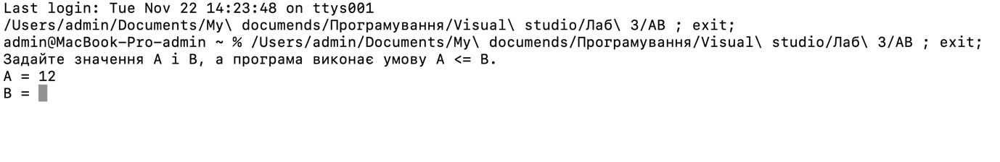 Last login: Tue Nov 22 14:23:48 on ttys001
/Users/admin/Documents/My\ documends/Програмування/Visual\ studio/Лаб\ 3/AB ; exit;
admin@MacBook-Pro-admin ~ % /Users/admin/Documents/My\ documends/Програмування/Visual\ studio/Лаб\ 3/AB ; exit;
Задайте значення A і B, а програма виконає умову A <= B.
A = 12
B =